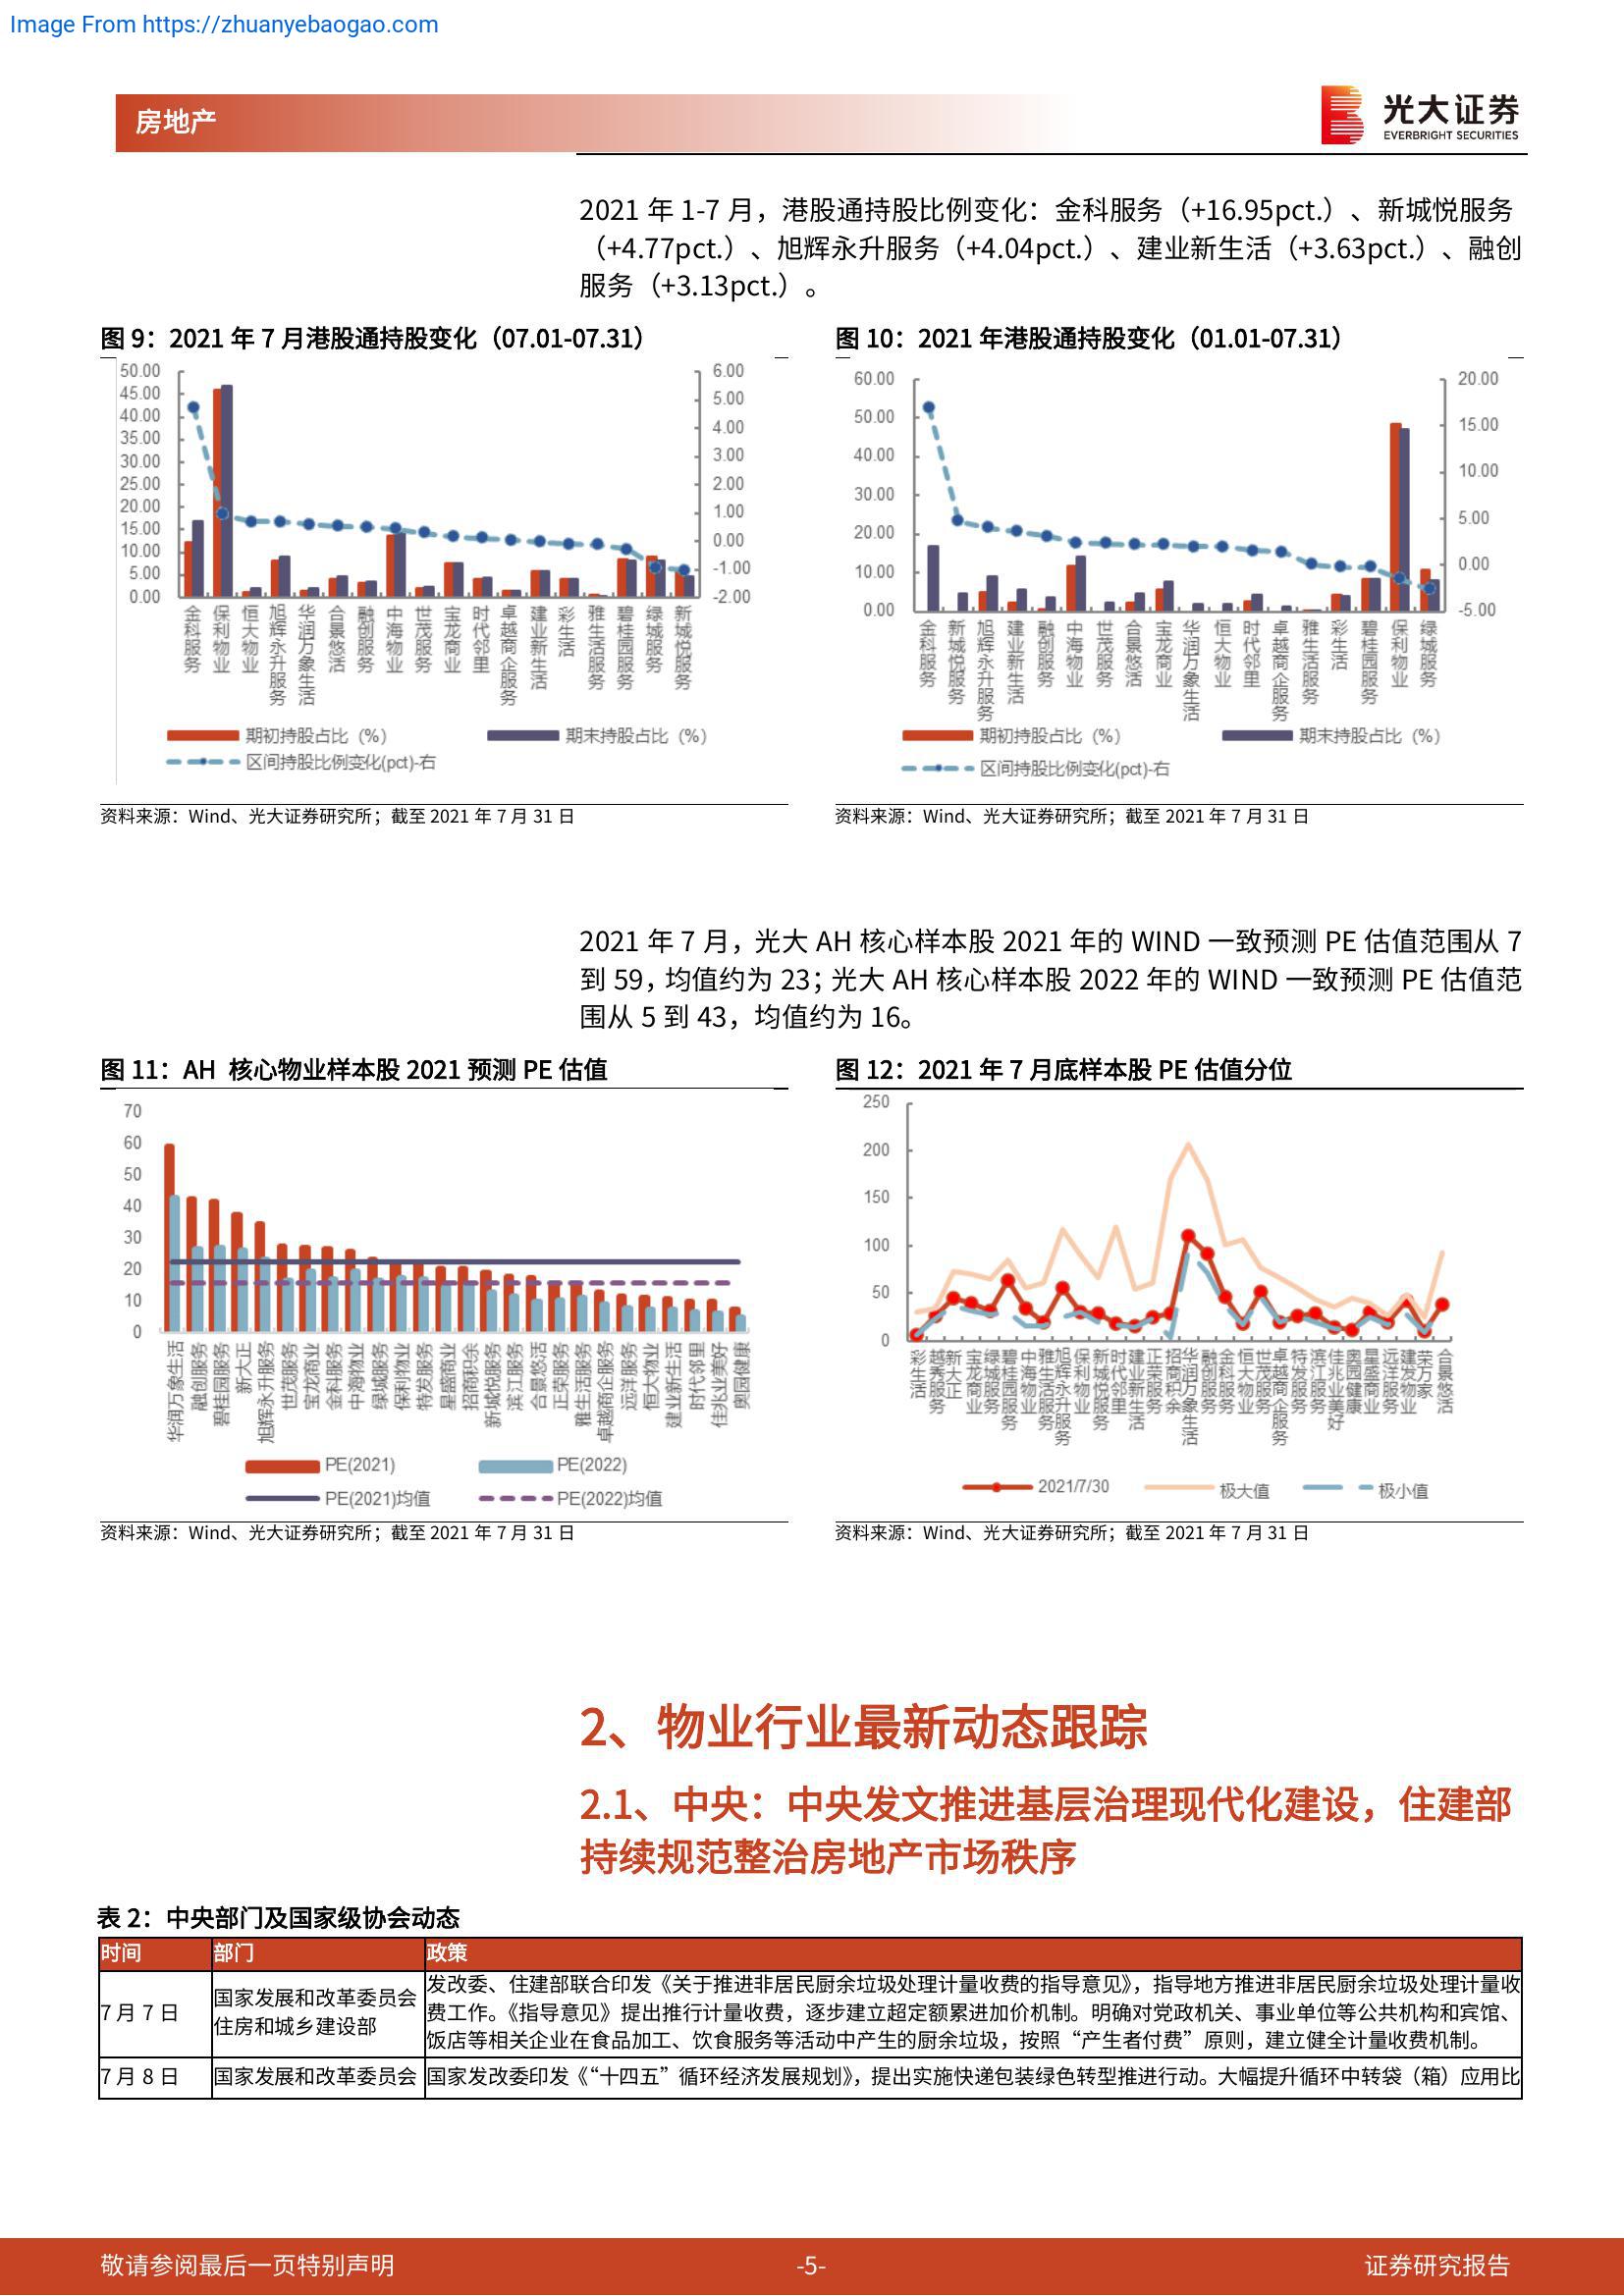 Image From https://zhuanyebaogao.com
房地产
光大证券
EVERBRIGHT SECURITIES
2021 年 1-7 月，港股通持股比例变化：金科服务（+16.95pct.）、新城悦服务
（+4.77pct.）、旭辉永升服务（+4.04pct.）、建业新生活（+3.63pct.）、融创
服务（+3.13pct.）。
图 9：2021 年 7 月港股通持股变化（07.01-07.31）
50.00
45.00
40.00
35.00
30.00
25.00
20.00
15.00
10.00
5.00
0.00
6.00
5.00
4.00
3.00
2.00
1.00
0.00
-1.00
-2.00
金科服务
保利物业
恒大物业
旭辉永升服务
华润万象生活
合景悠活
融创服务
中海物业
世茂服务
宝龙商业
时代邻里
卓越商企服务
建业新生活
彩生活
雅生活服务
碧桂园服务
绿城服务
新城悦服务
期初持股占比（%）
期末持股占比（%）
区间持股比例变化(pct)-右
资料来源：Wind、光大证券研究所；截至 2021 年 7 月 31 日
图 10：2021 年港股通持股变化（01.01-07.31）
60.00
50.00
40.00
30.00
20.00
10.00
0.00
20.00
15.00
10.00
5.00
0.00
-5.00
金科服务
新城悦服务
旭辉永升服务
建业新生活
融创服务
中海物业
世茂服务
合景悠活
宝龙商业
华润万象生活
恒大物业
时代邻里
卓越商企服务
雅生活服务
彩生活
碧桂园服务
保利物业
绿城服务
期初持股占比（%）
期末持股占比（%）
区间持股比例变化(pct)-右
资料来源：Wind、光大证券研究所；截至 2021 年 7 月 31 日
2021 年 7 月，光大 AH 核心样本股 2021 年的 WIND 一致预测 PE 估值范围从 7
到 59，均值约为 23；光大 AH 核心样本股 2022 年的 WIND 一致预测 PE 估值范
围从 5 到 43，均值约为 16。
图 11：AH 核心物业样本股 2021 预测 PE 估值
70
60
50
40
30
20
10
0
华润万象生活
融创服务
碧桂园服务
新大正
旭辉永升服务
世茂服务
宝龙商业
金科服务
中海物业
绿城服务
保利物业
特发服务
星盛商业
招商积余
新城悦服务
滨江服务
合景悠活
正荣服务
雅生活服务
卓越商企服务
远洋服务
恒大物业
建业新生活
时代邻里
佳兆业美好
奥园健康
PE(2021)
PE(2022)
PE(2021)均值
PE(2022)均值
资料来源：Wind、光大证券研究所；截至 2021 年 7 月 31 日
图 12：2021 年 7 月底样本股 PE 估值分位
250
200
150
100
50
0
彩生活
越秀服务
新大正
宝龙商业
绿城服务
碧桂园服务
中海物业
雅生活服务
旭辉永升服务
保利物业
新城悦服务
时代邻里
建业新生活
正荣服务
招商积余
华润万象生活
融创服务
金科服务
恒大物业
世茂服务
卓越商企服务
特发服务
滨江服务
佳兆业美好
奥园健康
星盛商业
远洋服务
建发物业
荣万家
合景悠活
2021/7/30
极大值
极小值
资料来源：Wind、光大证券研究所；截至 2021 年 7 月 31 日
2、物业行业最新动态跟踪
2.1、中央：中央发文推进基层治理现代化建设，住建部
持续规范整治房地产市场秩序
表 2：中央部门及国家级协会动态
时间 部门 政策
7 月 7 日
国家发展和改革委员会
住房和城乡建设部
发改委、住建部联合印发《关于推进非居民厨余垃圾处理计量收费的指导意见》，指导地方推进非居民厨余垃圾处理计量收
费工作。《指导意见》提出推行计量收费，逐步建立超定额累进加价机制。明确对党政机关、事业单位等公共机构和宾馆、
饭店等相关企业在食品加工、饮食服务等活动中产生的厨余垃圾，按照“产生者付费”原则，建立健全计量收费机制。
7 月 8 日 国家发展和改革委员会 国家发改委印发《“十四五”循环经济发展规划》，提出实施快递包装绿色转型推进行动。大幅提升循环中转袋（箱）应用比
敬请参阅最后一页特别声明
-5-
证券研究报告